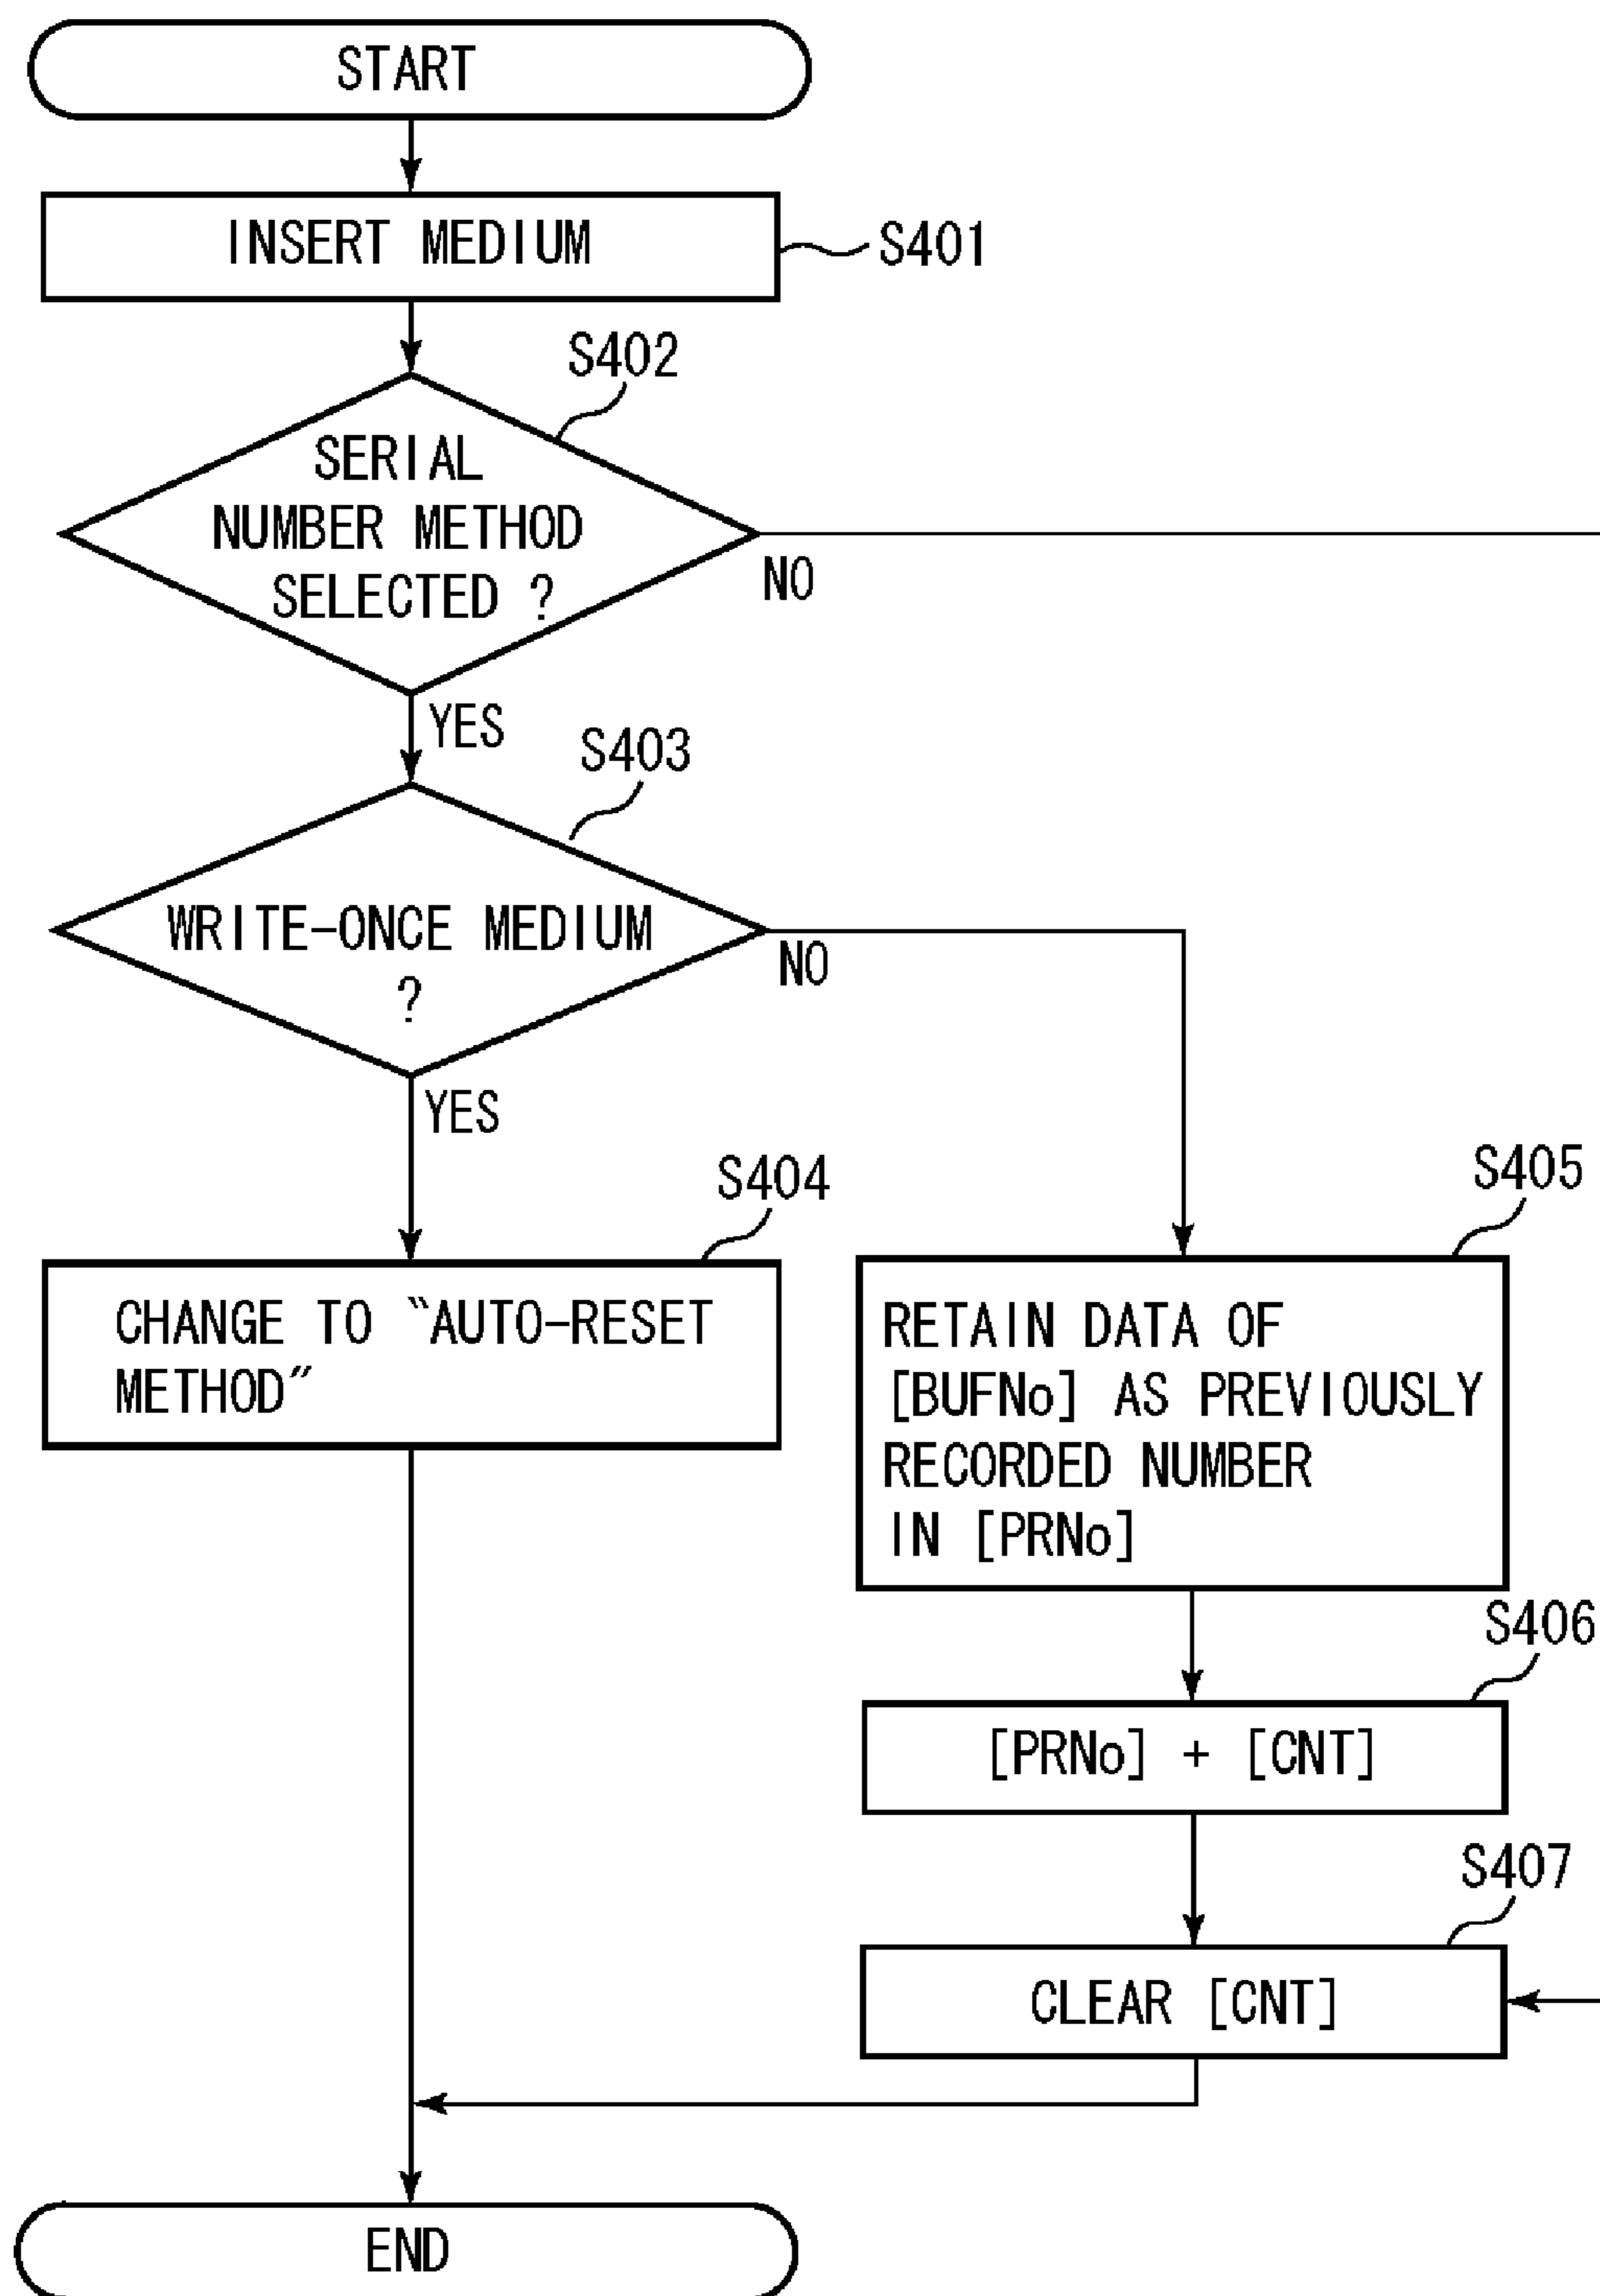 START
INSERT MEDIUM
S401
S402
SERIAL
NUMBER METHOD
SELECTED ?
NO
YES
S403
WRITE-ONCE MEDIUM
?
NO
YES
S404
CHANGE TO "AUTO-RESET
METHOD"
S405
RETAIN DATA OF
[BUFNo] AS PREVIOUSLY
RECORDED NUMBER
IN [PRNo]
S406
[PRNo] + [CNT]
S407
CLEAR [CNT]
END